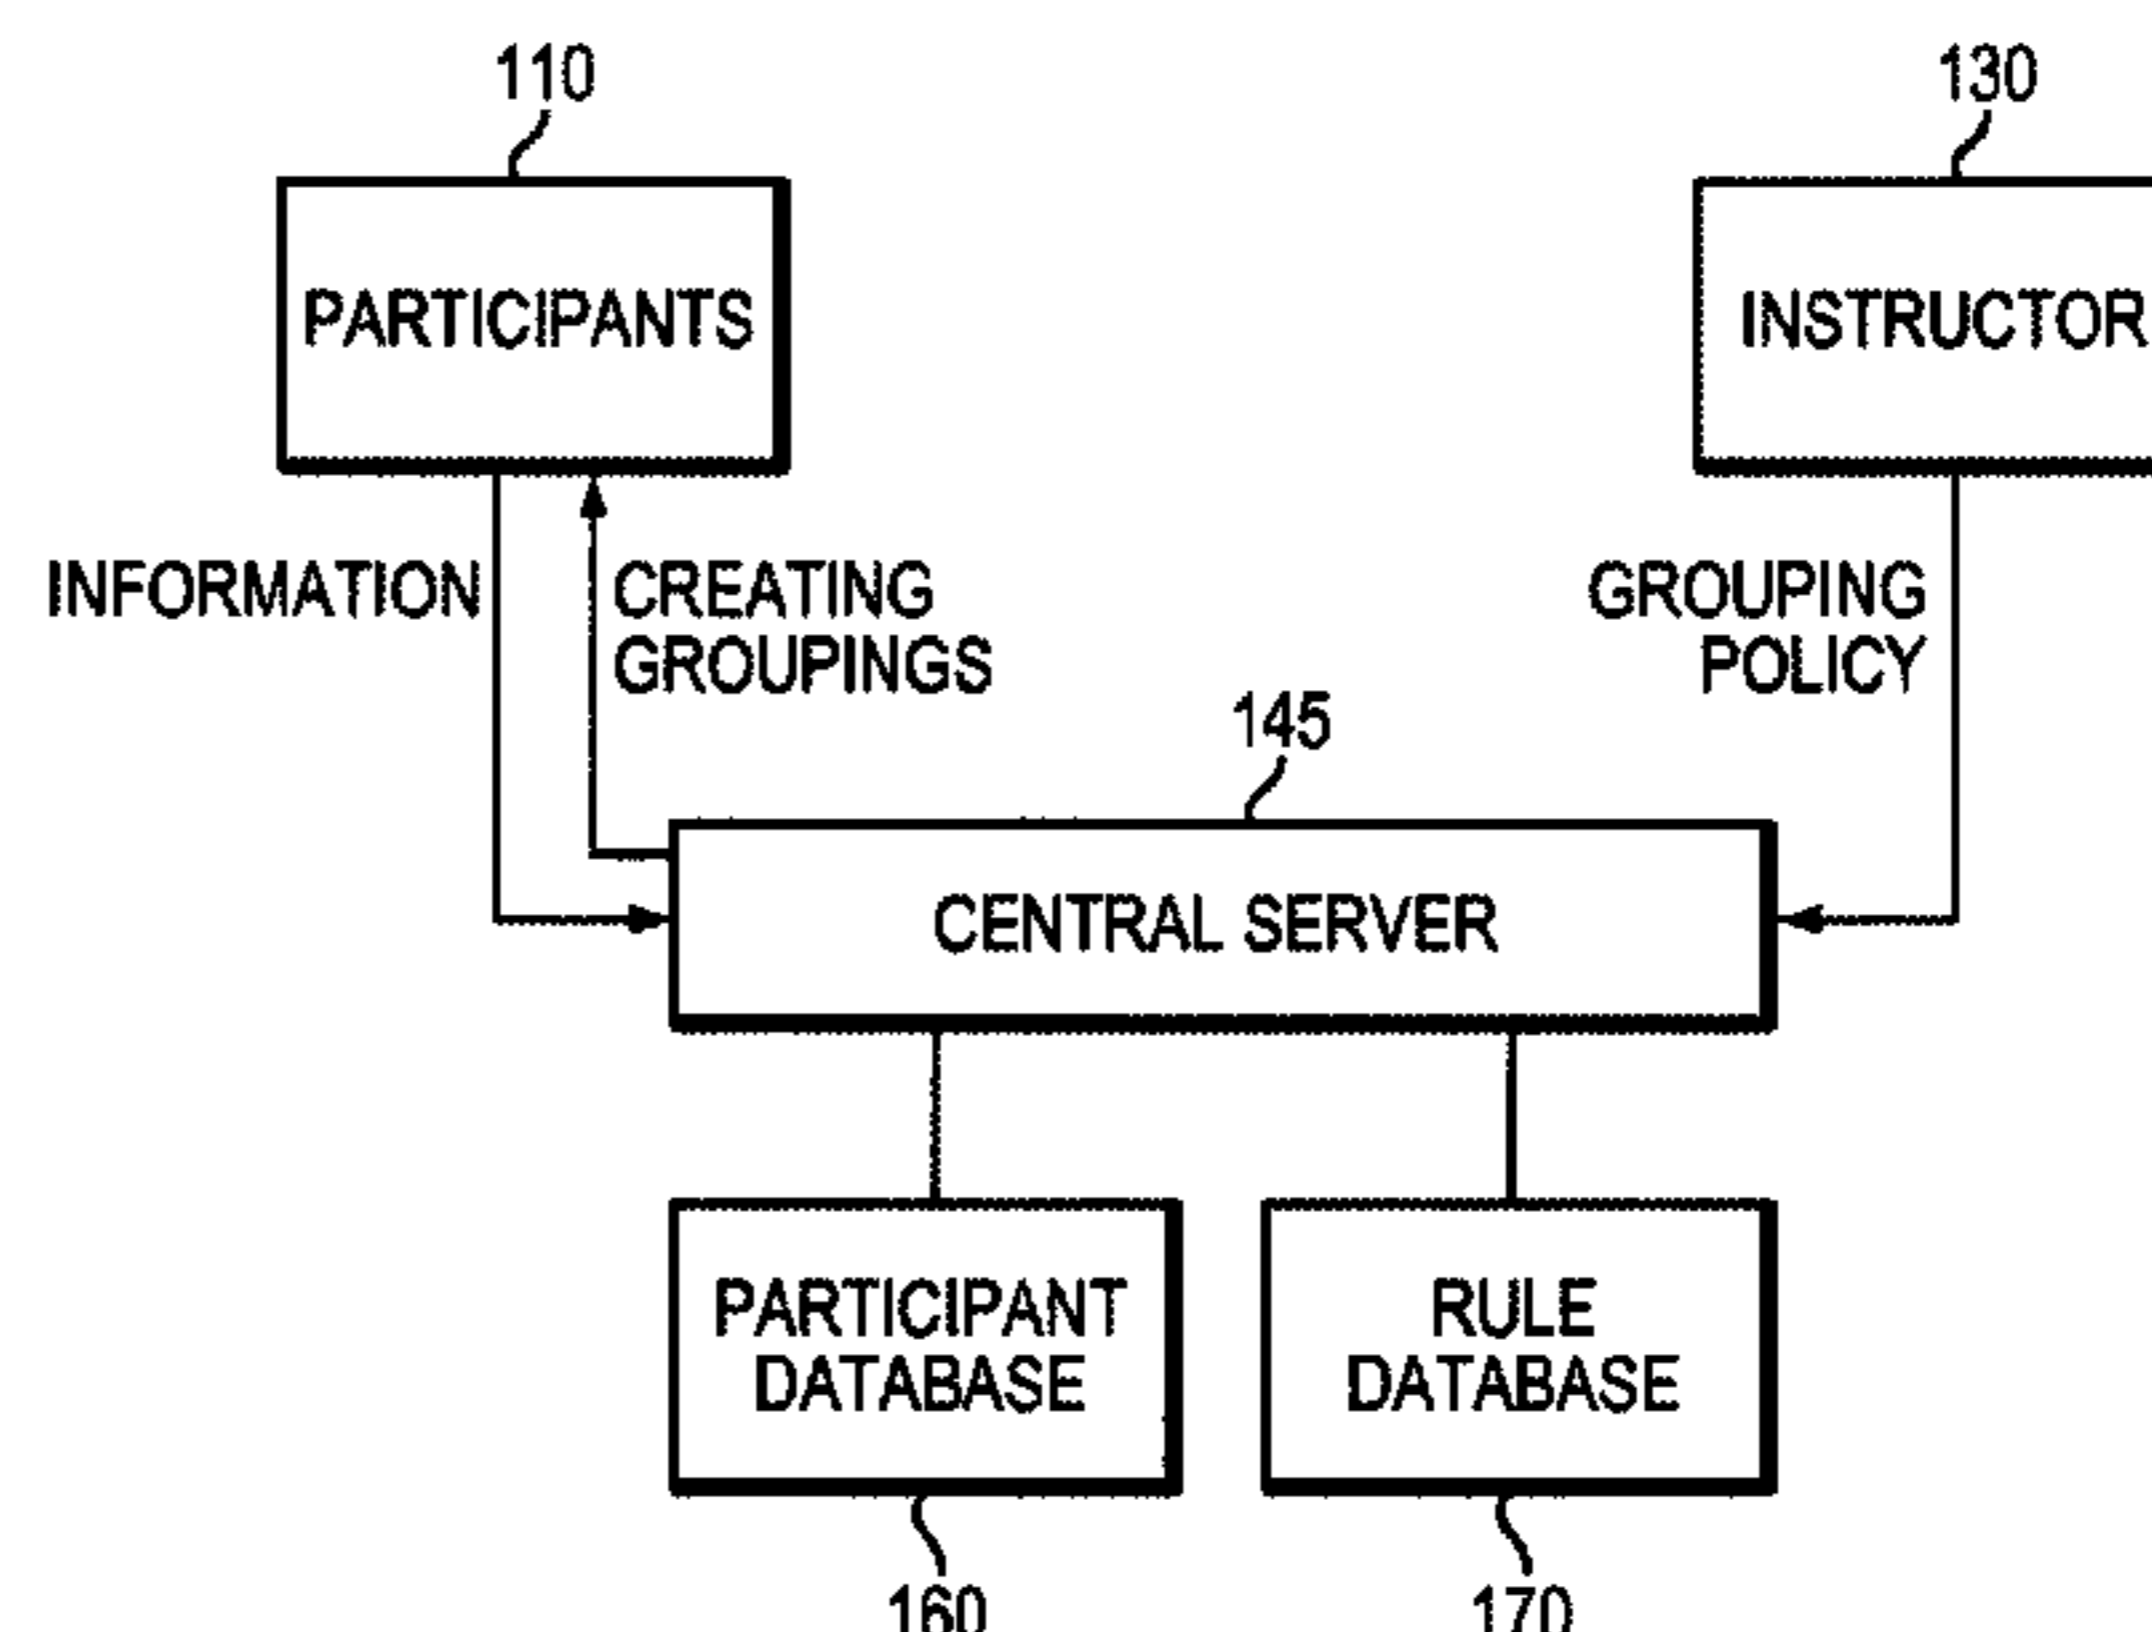 110
130
PARTICIPANTS
INSTRUCTOR
INFORMATION
CREATING
GROUPINGS
GROUPING
POLICY
145
CENTRAL SERVER
PARTICIPANT
DATABASE
RULE
DATABASE
160
170